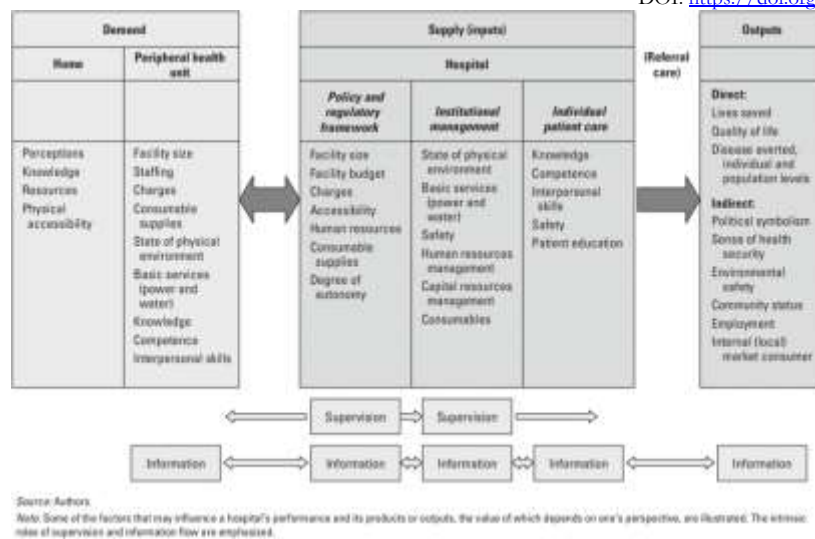 DOI: https://doi.org
Demand
Home
Peripheral health
unit
Perceptions
Knowledge
Resources
Physical
accessibility
Facility size
Staffing
Charges
Consumable
supplies
State of physical
environment
Basic services
(power and
water)
Knowledge
Competence
Interpersonal skills
Supply (inputs)
Hospital
Policy and
regulatory
framework
Institutional
management
Individual
patient care
Facility size
Facility budget
Charges
Accessibility
Human resources
Consumable
supplies
Degree of
autonomy
State of physical
environment
Basic services
(power and
water)
Safety
Human resources
management
Capital resources
management
Consumables
Knowledge
Competence
Interpersonal
skills
Safety
Patient education
(Referral
care)
Outputs
Direct:
Lives saved
Quality of life
Disease averted,
individual and
population levels
Indirect:
Political symbolism
Sense of health
security
Environmental
safety
Community status
Employment
Internal (local)
market consumer
Supervision
Supervision
Information
Information
Information
Information
Information
Source: Authors.
Note: Some of the factors that may influence a hospital's performance and its products or outputs, the value of which depends on one's perspective, are illustrated. The intrinsic
roles of supervision and information flow are emphasized.